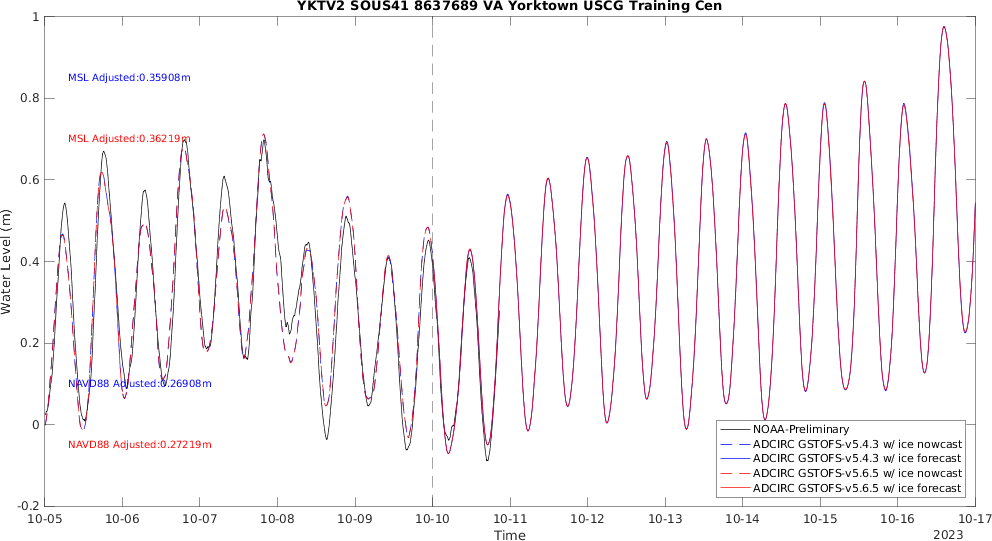 YKTV2 SOUS41 8637689 VA Yorktown USCG Training Cen
1
0.8
0.6
0.4
0.2
0
-0.2
Water Level (m)
MSL Adjusted:0.35908m
MSL Adjusted:0.36219m
NAVD88 Adjusted:0.26908m
NAVD88 Adjusted:0.27219m
NOAA-Preliminary
ADCIRC GSTOFS-v5.4.3 w/ ice nowcast
ADCIRC GSTOFS-v5.4.3 w/ ice forecast
ADCIRC GSTOFS-v5.6.5 w/ ice nowcast
ADCIRC GSTOFS-v5.6.5 w/ ice forecast
10-05 10-06 10-07 10-08 10-09 10-10 10-11 10-12 10-13 10-14 10-15 10-16 10-17
Time
2023